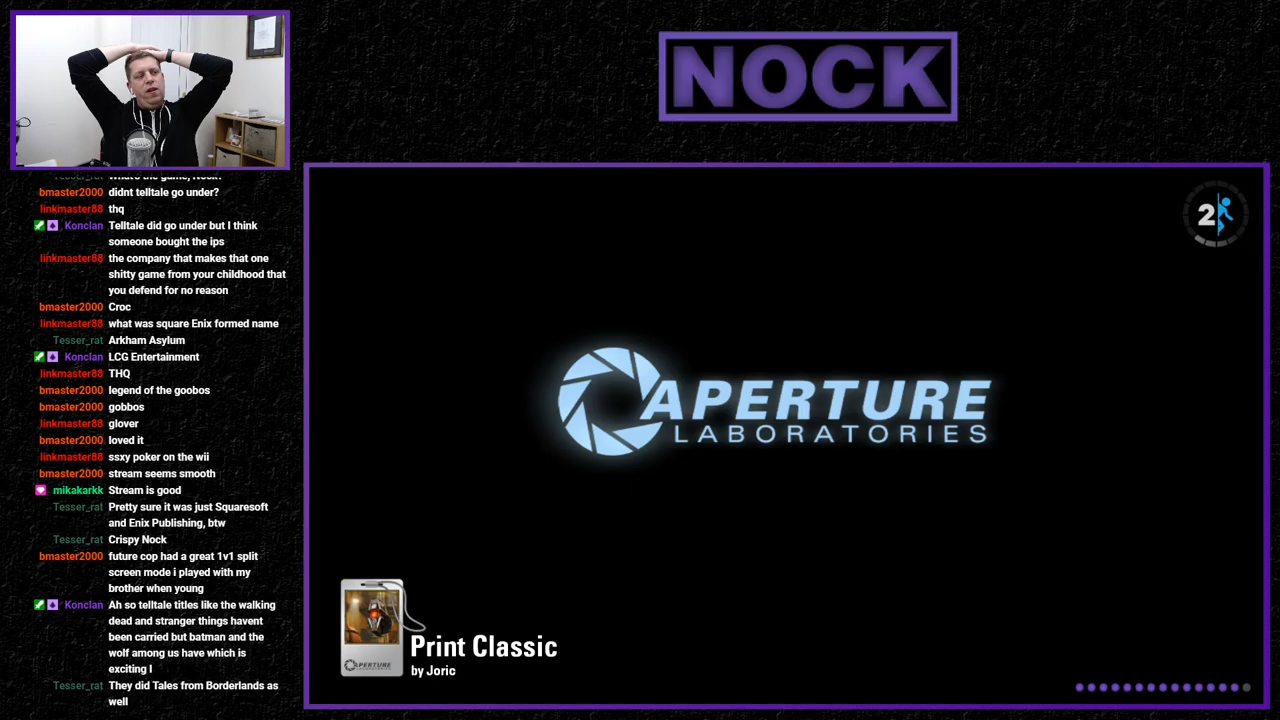 NOCK
Tesser_rat what's the game, Nock?
bmaster2000 didnt telltale go under?
linkmaster88 thq
Konclan Telltale did go under but I think
someone bought the ips
linkmaster88 the company that makes that one
shitty game from your childhood that
you defend for no reason
bmaster2000 Croc
linkmaster88 what was square Enix formed name
Tesser_rat Arkham Asylum
Konclan LCG Entertainment
linkmaster88 THQ
bmaster2000 legend of the goobos
bmaster2000 gobbos
linkmaster88 glover
bmaster2000 loved it
linkmaster88 ssxy poker on the wii
bmaster2000 stream seems smooth
mikakarkk Stream is good
Tesser_rat Pretty sure it was just Squaresoft
and Enix Publishing, btw
Tesser_rat Crispy Nock
bmaster2000 future cop had a great 1v1 split
screen mode i played with my
brother when young
Konclan Ah so telltale titles like the walking
dead and stranger things havent
been carried but batman and the
wolf among us have which is
exciting I
Tesser_rat They did Tales from Borderlands as
well
2
APERTURE
LABORATORIES
APERTURE
LABORATORIES
Print Classic
by Joric